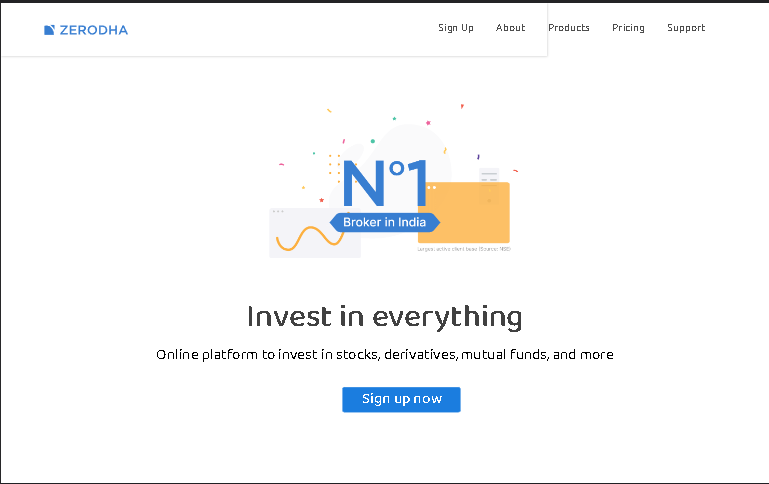 ZERODHA
Sign Up About Products Pricing Support
Nº1
Broker in India
Largest active client base (Source: NSE)
Invest in everything
Online platform to invest in stocks, derivatives, mutual funds, and more
Sign up now